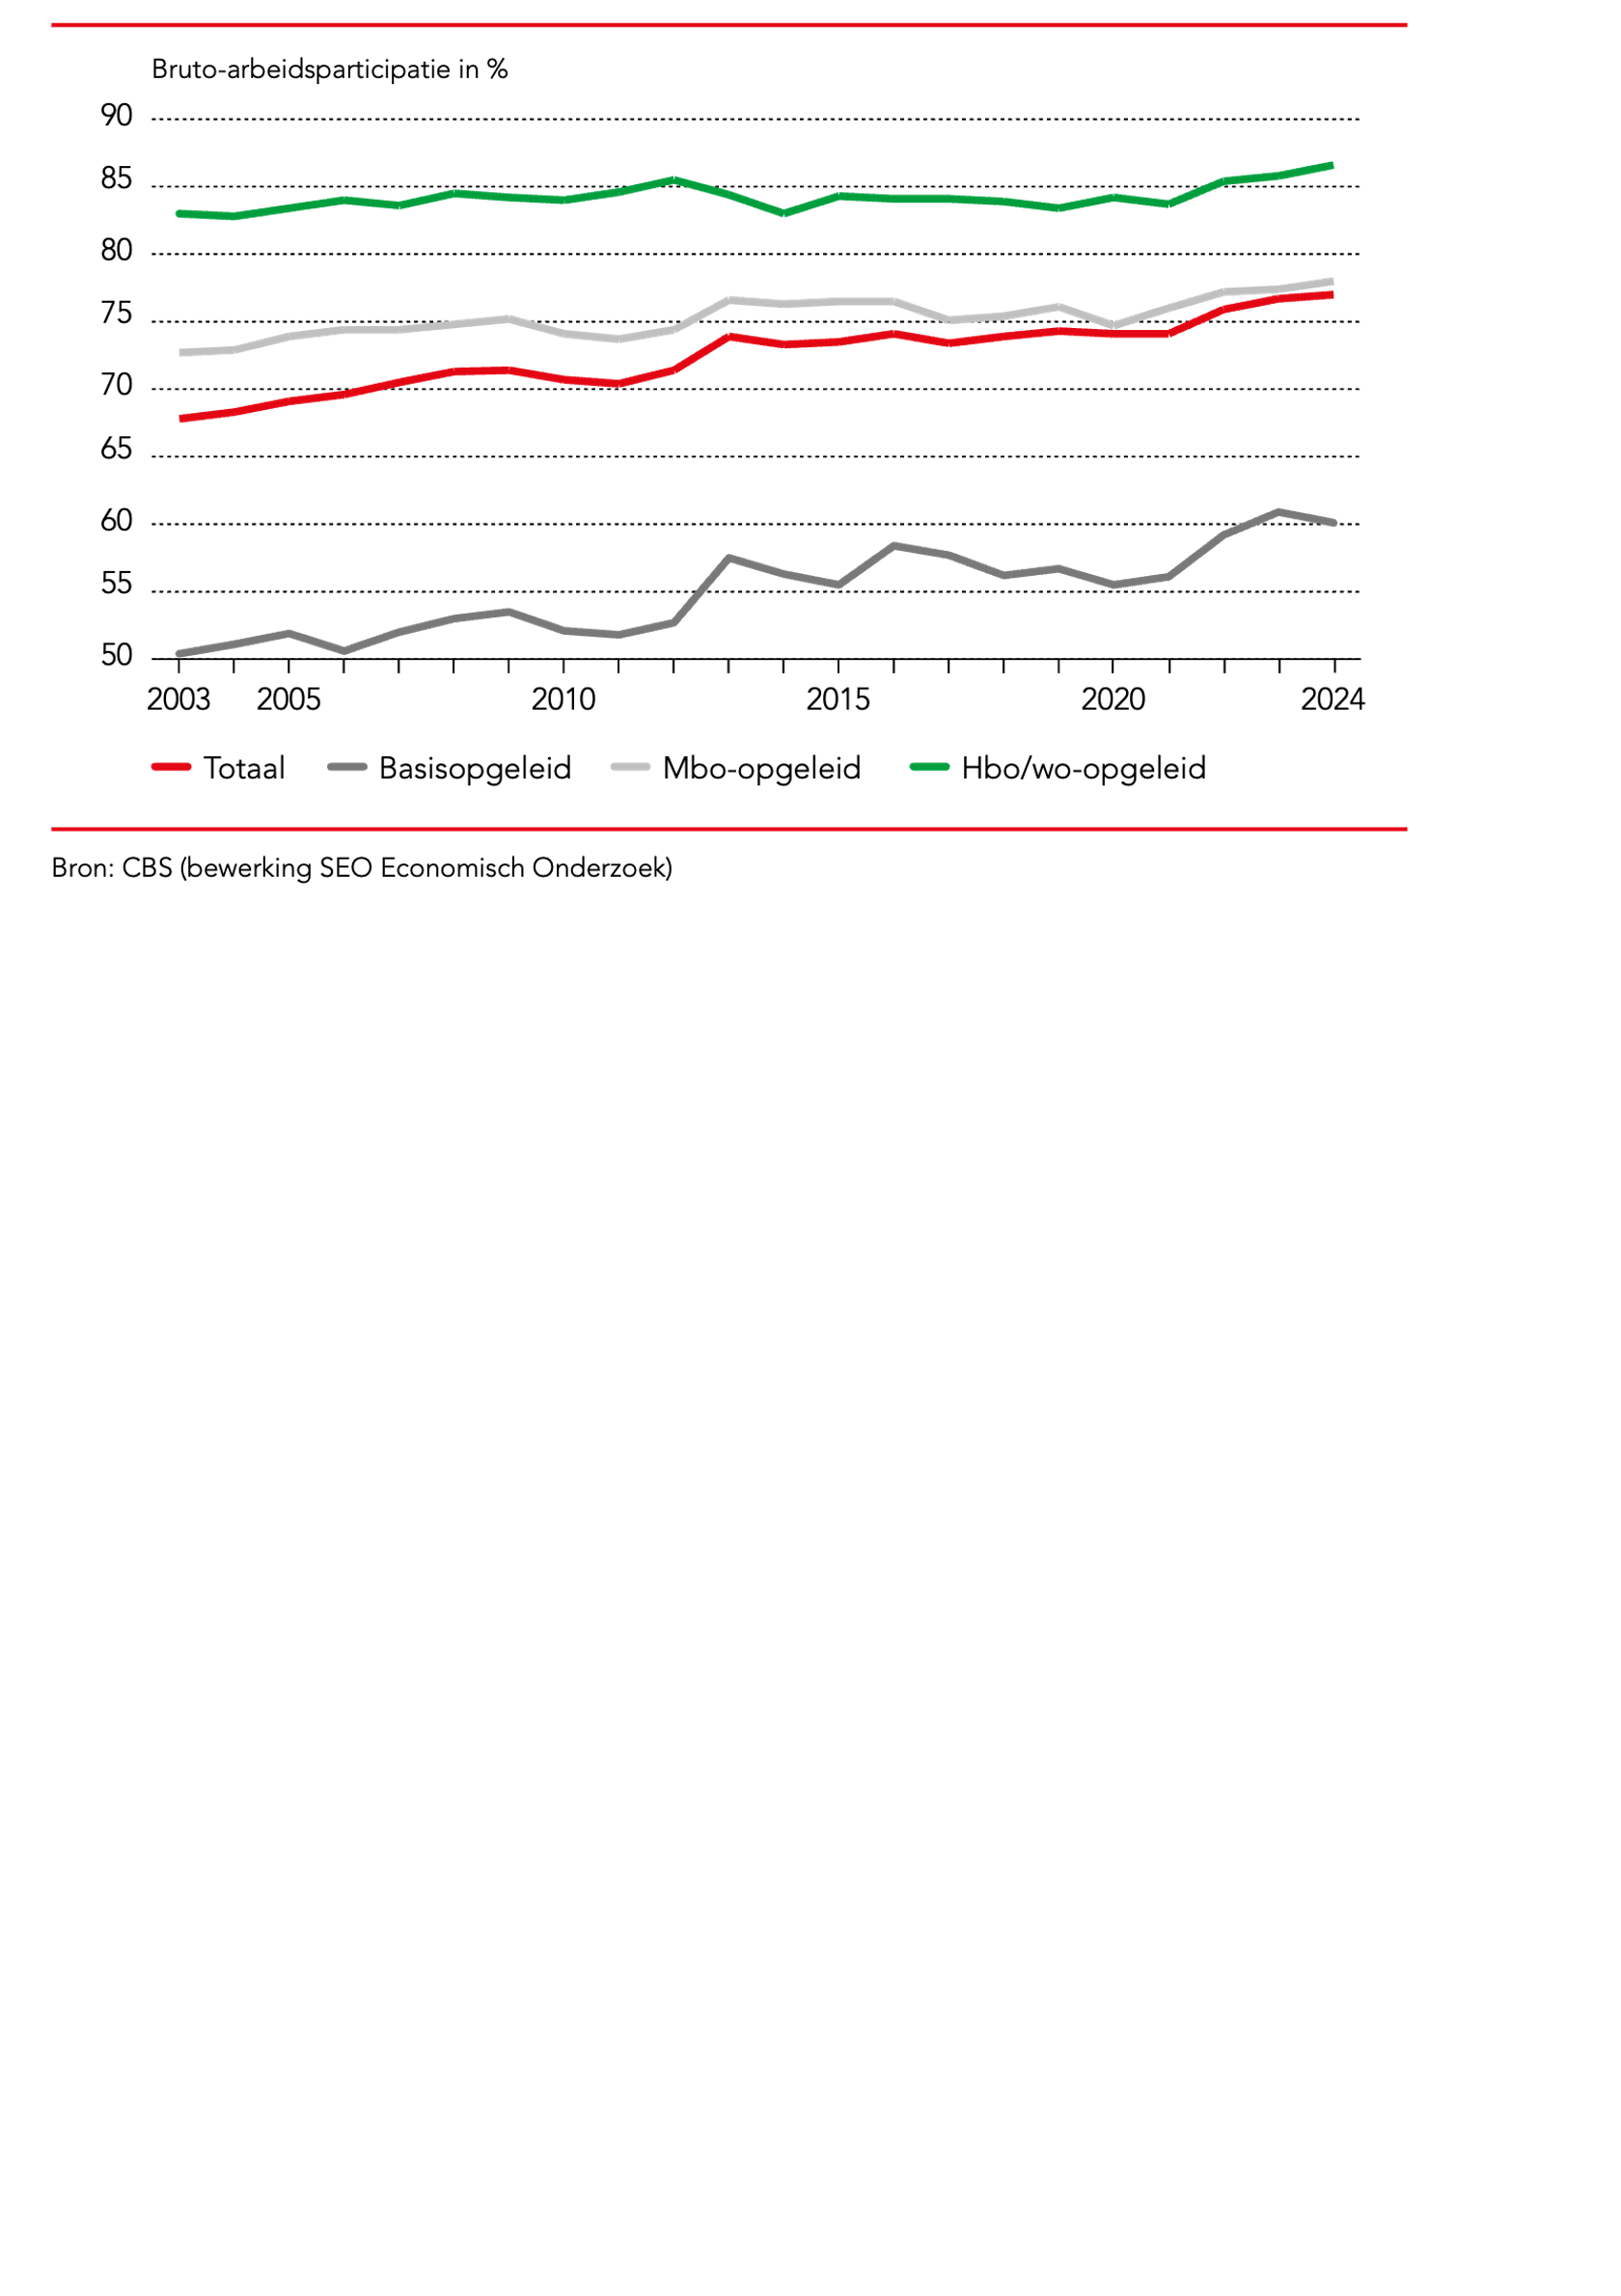 Bruto-arbeidsparticipatie in %
90
85
80
75
70
65
60
55
50
2003 2005 2010 2015 2020 2024
Totaal Basisopgeleid Mbo-opgeleid Hbo/wo-opgeleid
Bron: CBS (bewerking SEO Economisch Onderzoek)